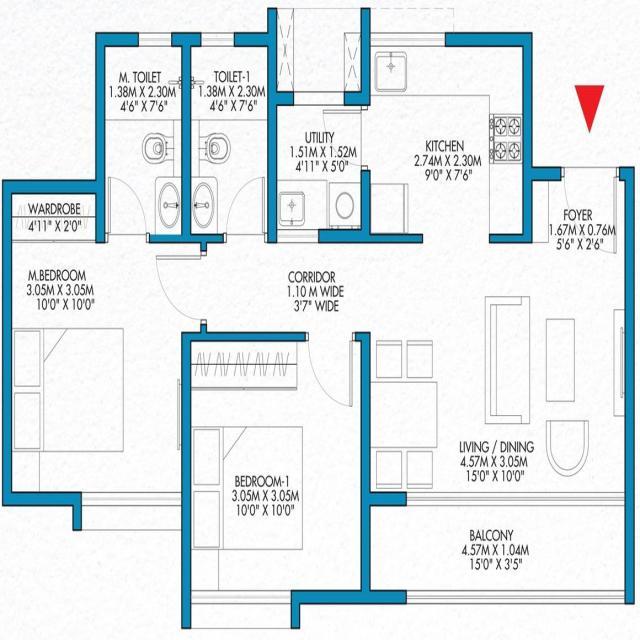 M. TOILET
1.38M X 2.30M
4'6" X 7'6"
TOILET-1
1.38M X 2.30M
4'6" X 7'6"
UTILITY
1.51M X 1.52M
4'11" X 5'0"
KITCHEN
2.74M X 2.30M
9'0" X 7'6"
WARDROBE
4'11" X 2'0"
FOYER
1.67M X 0.76M
5'6" X 2'6"
M.BEDROOM
3.05M X 3.05M
10'0" X 10'0"
CORRIDOR
1.10 M WIDE
3'7" WIDE
LIVING / DINING
4.57M X 3.05M
15'0" X 10'0"
BEDROOM-1
3.05M X 3.05M
10'0" X 10'0"
BALCONY
4.57M X 1.04M
15'0" X 3'5"